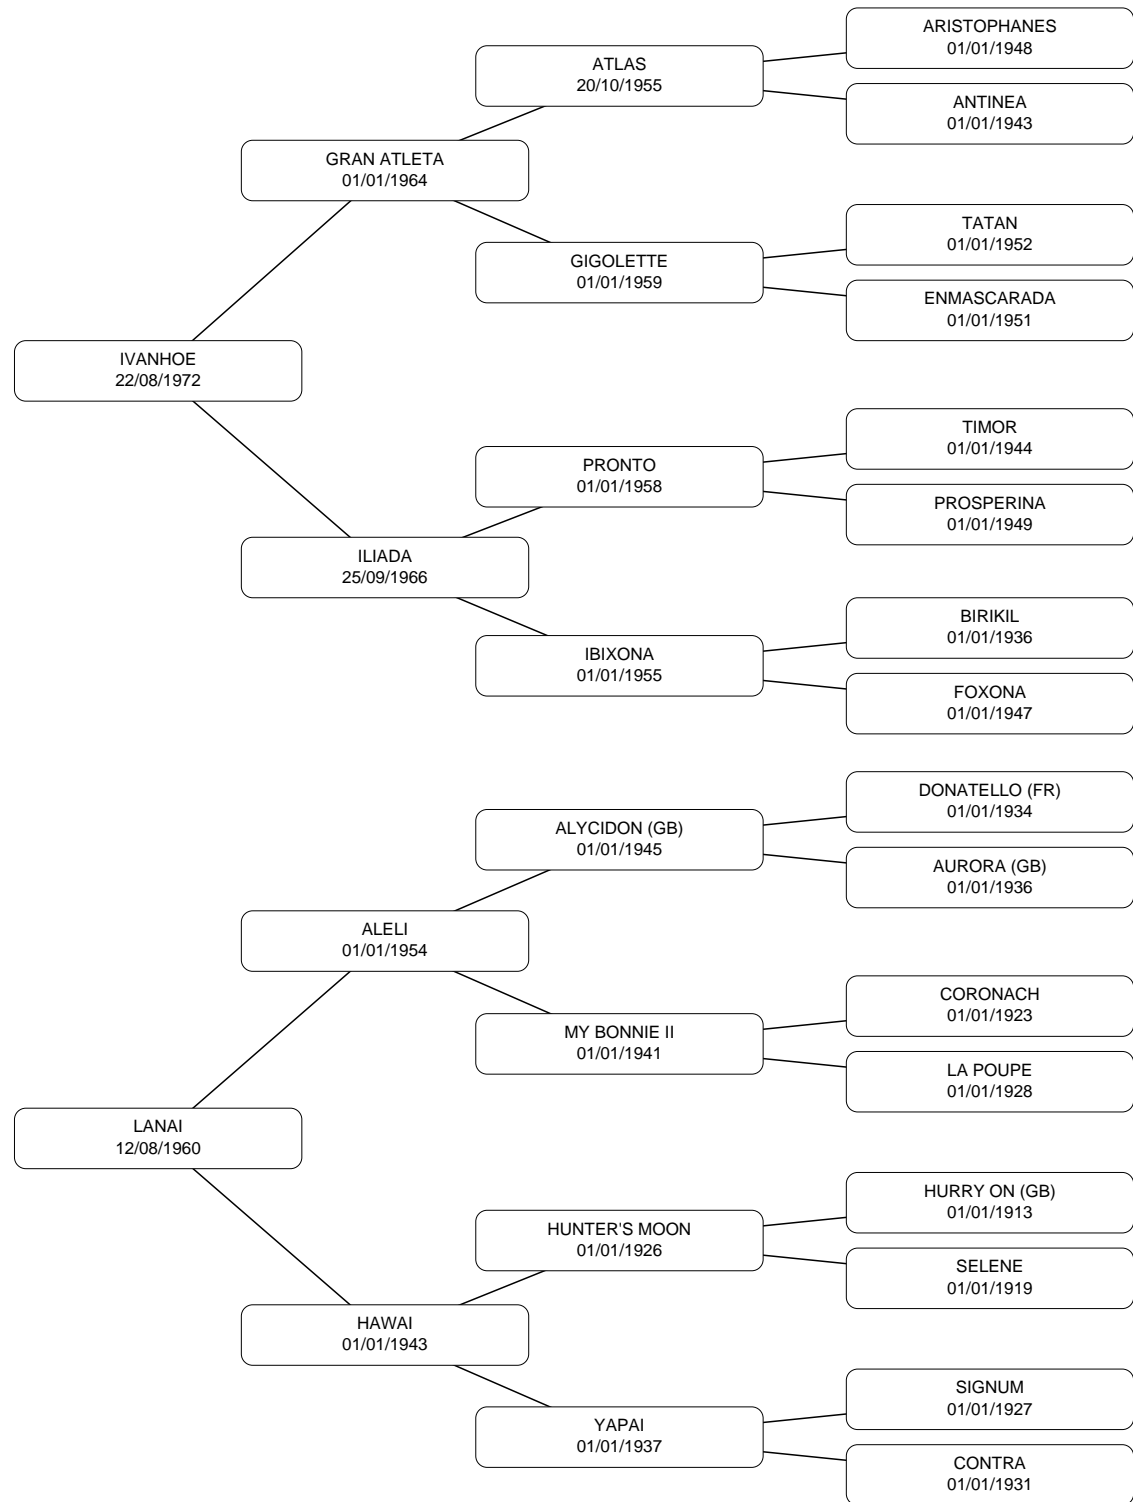 ARISTOPHANES
01/01/1948
ATLAS
20/10/1955
ANTINEA
01/01/1943
GRAN ATLETA
01/01/1964
TATAN
01/01/1952
GIGOLETTE
01/01/1959
ENMASCARADA
01/01/1951
IVANHOE
22/08/1972
TIMOR
01/01/1944
PRONTO
01/01/1958
PROSPERINA
01/01/1949
ILIADA
25/09/1966
BIRIKIL
01/01/1936
IBIXONA
01/01/1955
FOXONA
01/01/1947
DONATELLO (FR)
01/01/1934
ALYCIDON (GB)
01/01/1945
AURORA (GB)
01/01/1936
ALELI
01/01/1954
CORONACH
01/01/1923
MY BONNIE II
01/01/1941
LA POUPE
01/01/1928
LANAI
12/08/1960
HURRY ON (GB)
01/01/1913
HUNTER'S MOON
01/01/1926
SELENE
01/01/1919
HAWAI
01/01/1943
SIGNUM
01/01/1927
YAPAI
01/01/1937
CONTRA
01/01/1931